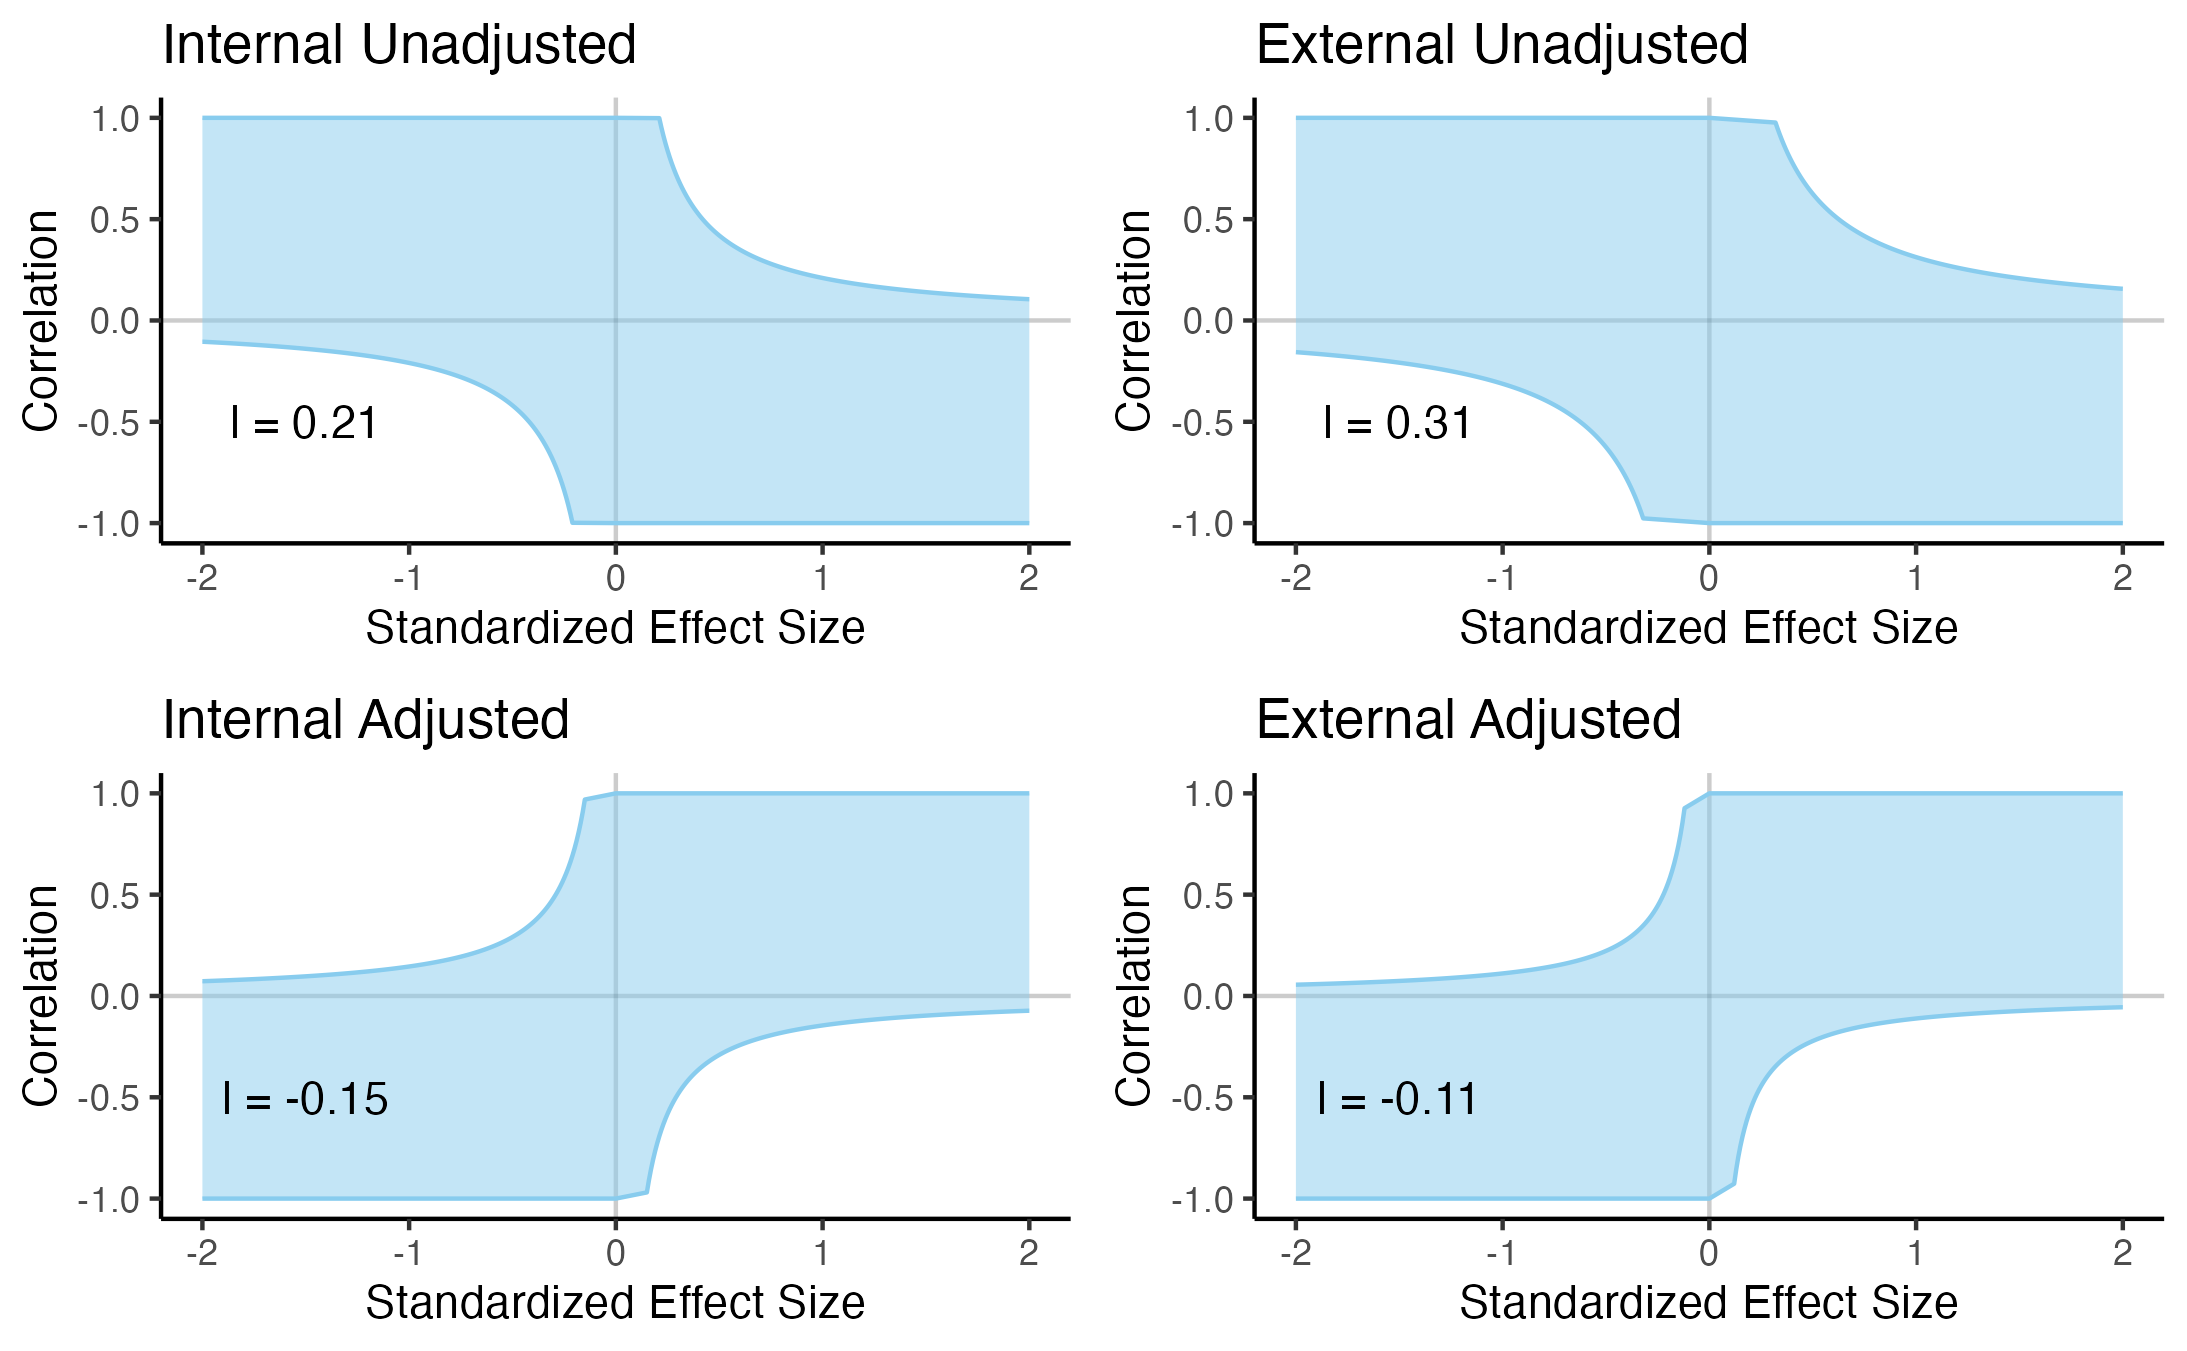 Internal Unadjusted
1.0
0.5
0.0
-0.5
-1.0
Correlation
l = 0.21
-2 -1 0 1 2
Standardized Effect Size
External Unadjusted
1.0
0.5
0.0
-0.5
-1.0
Correlation
l = 0.31
-2 -1 0 1 2
Standardized Effect Size
Internal Adjusted
1.0
0.5
0.0
-0.5
-1.0
Correlation
l = -0.15
-2 -1 0 1 2
Standardized Effect Size
External Adjusted
1.0
0.5
0.0
-0.5
-1.0
Correlation
l = -0.11
-2 -1 0 1 2
Standardized Effect Size